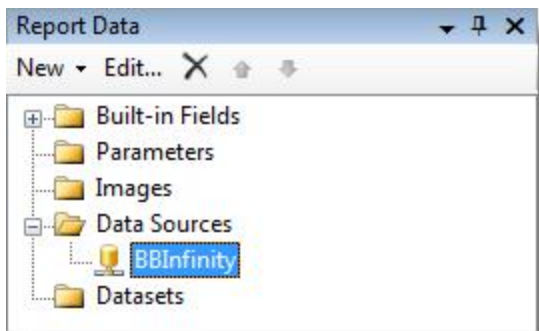 Report Data
New Edit...
Built-in Fields
Parameters
Images
Data Sources
BBInfinity
Datasets